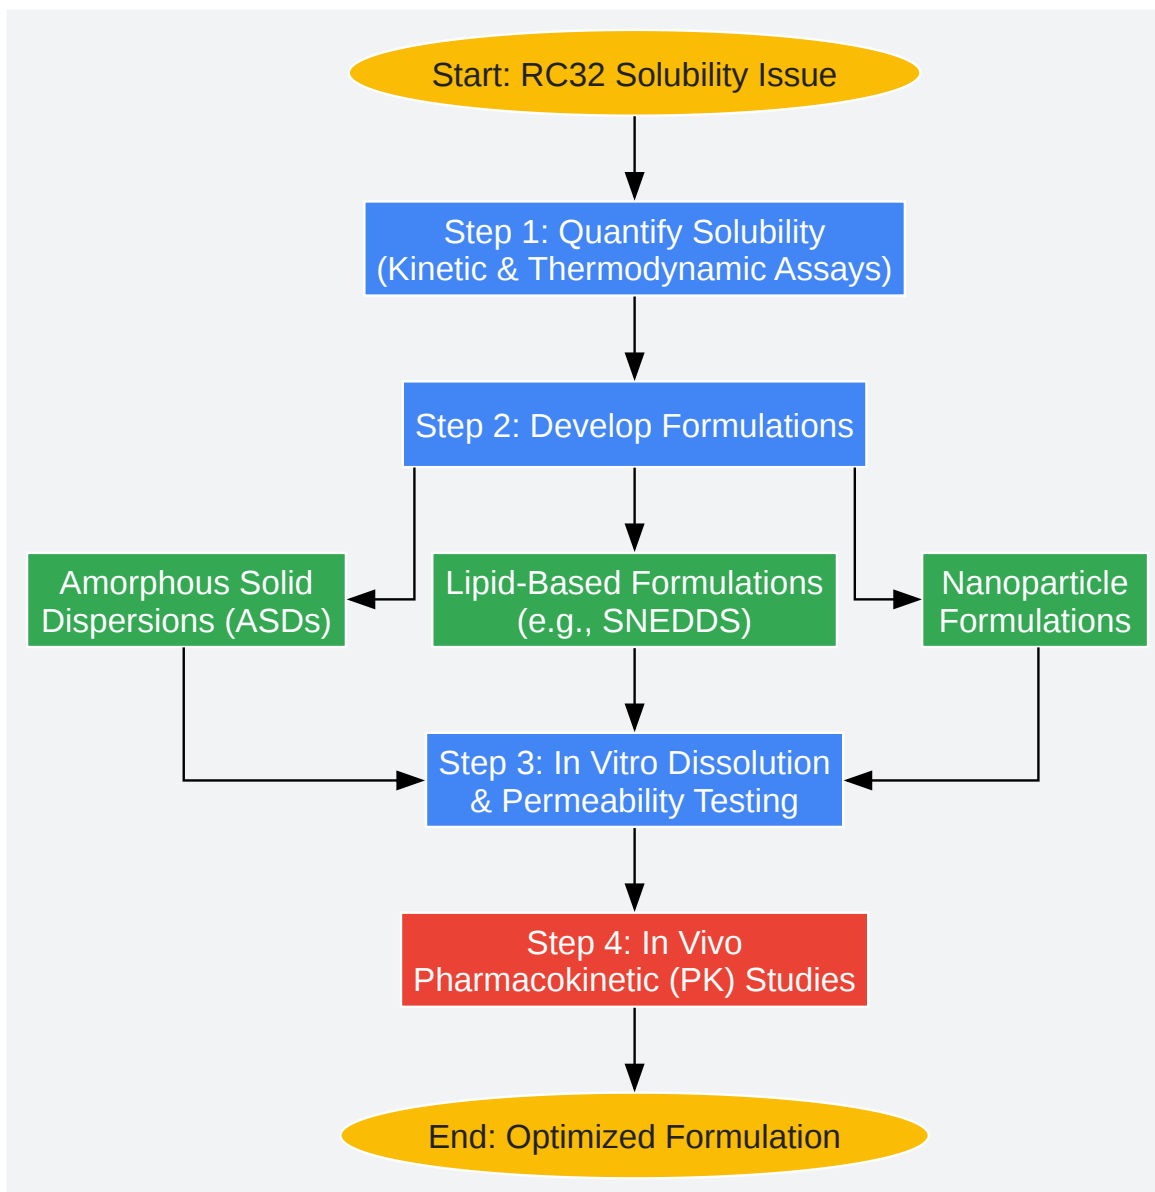 Start: RC32 Solubility Issue
Step 1: Quantify Solubility
(Kinetic & Thermodynamic Assays)
Step 2: Develop Formulations
Amorphous Solid
Dispersions (ASDs)
Lipid-Based Formulations
(e.g., SNEDDS)
Nanoparticle
Formulations
Step 3: In Vitro Dissolution
& Permeability Testing
Step 4: In Vivo
Pharmacokinetic (PK) Studies
End: Optimized Formulation